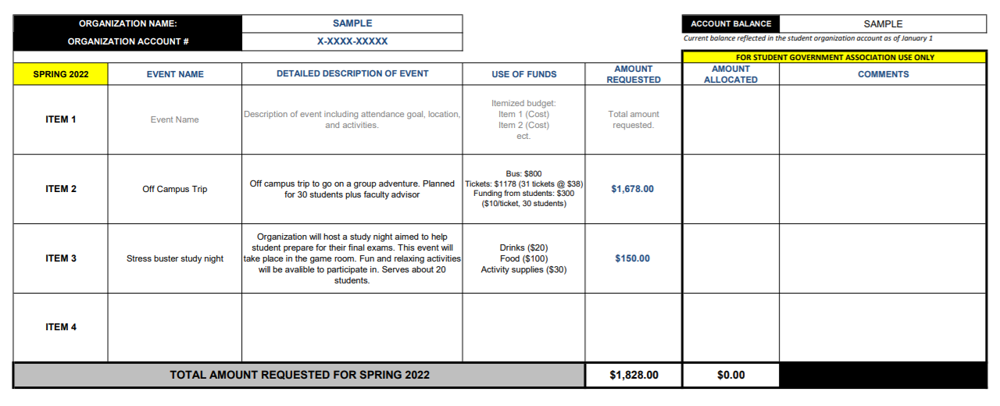 ORGANIZATION NAME: SAMPLE ACCOUNT BALANCE SAMPLE
ORGANIZATION ACCOUNT # X-XXXX-XXXXX Current balance reflected in the student organization account as of January 1
FOR STUDENT GOVERNMENT ASSOCIATION USE ONLY
SPRING 2022
EVENT NAME
DETAILED DESCRIPTION OF EVENT
USE OF FUNDS
AMOUNT
REQUESTED
AMOUNT
ALLOCATED
COMMENTS
ITEM 1
Event Name
Description of event including attendance goal, location,
and activities.
Itemized budget:
Item 1 (Cost)
Item 2 (Cost)
ect.
Total amount
requested.
ITEM 2
Off Campus Trip
Off campus trip to go on a group adventure. Planned
for 30 students plus faculty advisor
Bus: $800
Tickets: $1178 (31 tickets @ $38)
Funding from students: $300
($10/ticket, 30 students)
$1,678.00
ITEM 3
Stress buster study night
Organization will host a study night aimed to help
student prepare for their final exams. This event will
take place in the game room. Fun and relaxing activities
will be avalible to participate in. Serves about 20
students.
Drinks ($20)
Food ($100)
Activity supplies ($30)
$150.00
ITEM 4
TOTAL AMOUNT REQUESTED FOR SPRING 2022 $1,828.00 $0.00